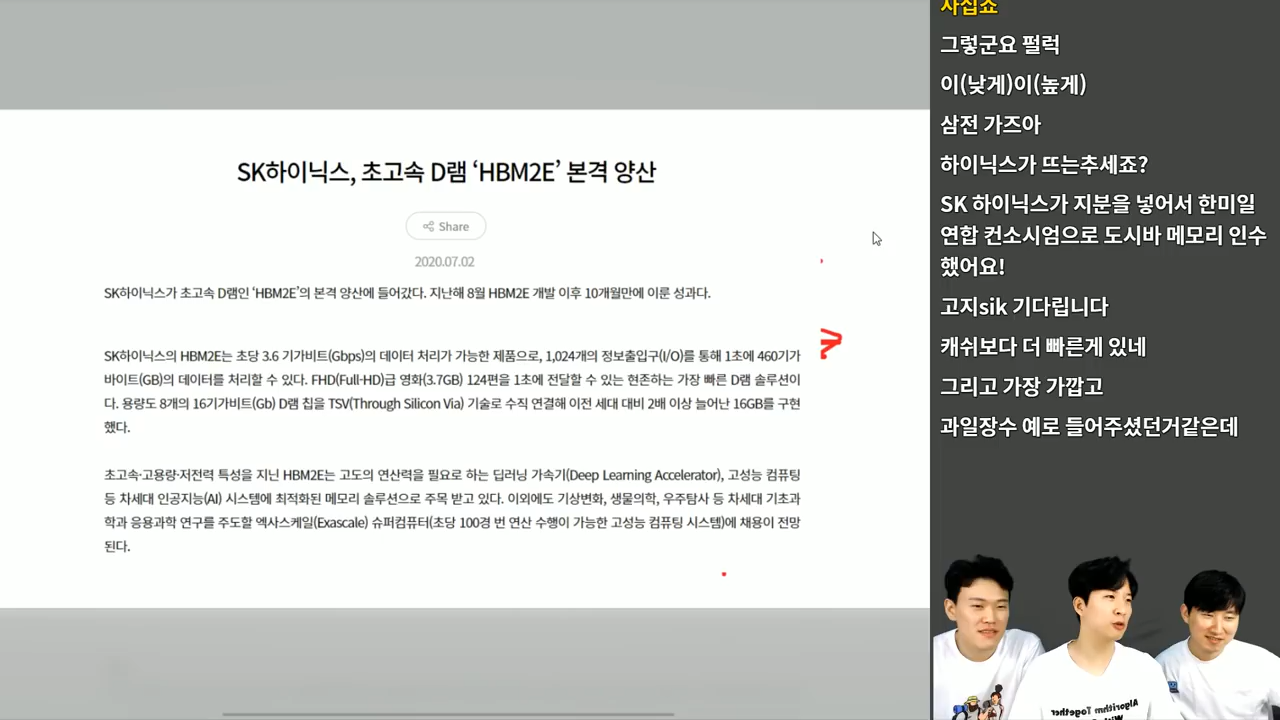 SK하이닉스, 초고속 D램 ‘HBM2E’ 본격 양산
Share
2020.07.02
SK하이닉스가 초고속 D램인 ‘HBM2E’의 본격 양산에 들어갔다. 지난해 8월 HBM2E 개발 이후 10개월만에 이룬 성과다.
SK하이닉스의 HBM2E는 초당 3.6 기가비트(Gbps)의 데이터 처리가 가능한 제품으로, 1,024개의 정보출입구(I/O)를 통해 1초에 460기가
바이트(GB)의 데이터를 처리할 수 있다. FHD(Full-HD)급 영화(3.7GB) 124편을 1초에 전달할 수 있는 현존하는 가장 빠른 D램 솔루션이
다. 용량도 8개의 16기가비트(Gb) D램 칩을 TSV(Through Silicon Via) 기술로 수직 연결해 이전 세대 대비 2배 이상 늘어난 16GB를 구현
했다.
초고속·고용량·저전력 특성을 지닌 HBM2E는 고도의 연산력을 필요로 하는 딥러닝 가속기(Deep Learning Accelerator), 고성능 컴퓨팅
등 차세대 인공지능(AI) 시스템에 최적화된 메모리 솔루션으로 주목 받고 있다. 이외에도 기상변화, 생물의학, 우주탐사 등 차세대 기초과
학과 응용과학 연구를 주도할 엑사스케일(Exascale) 슈퍼컴퓨터(초당 100경 번 연산 수행이 가능한 고성능 컴퓨팅 시스템)에 채용이 전망
된다.
사십쇼
그렇군요 펄럭
이(낮게)이(높게)
삼전 가즈아
하이닉스가 뜨는추세죠?
SK 하이닉스가 지분을 넣어서 한미일
연합 컨소시엄으로 도시바 메모리 인수
했어요!
고지sik 기다립니다
캐쉬보다 더 빠른게 있네
그리고 가장 가깝고
과일장수 예로 들어주셨던거같은데
Algorithm Together